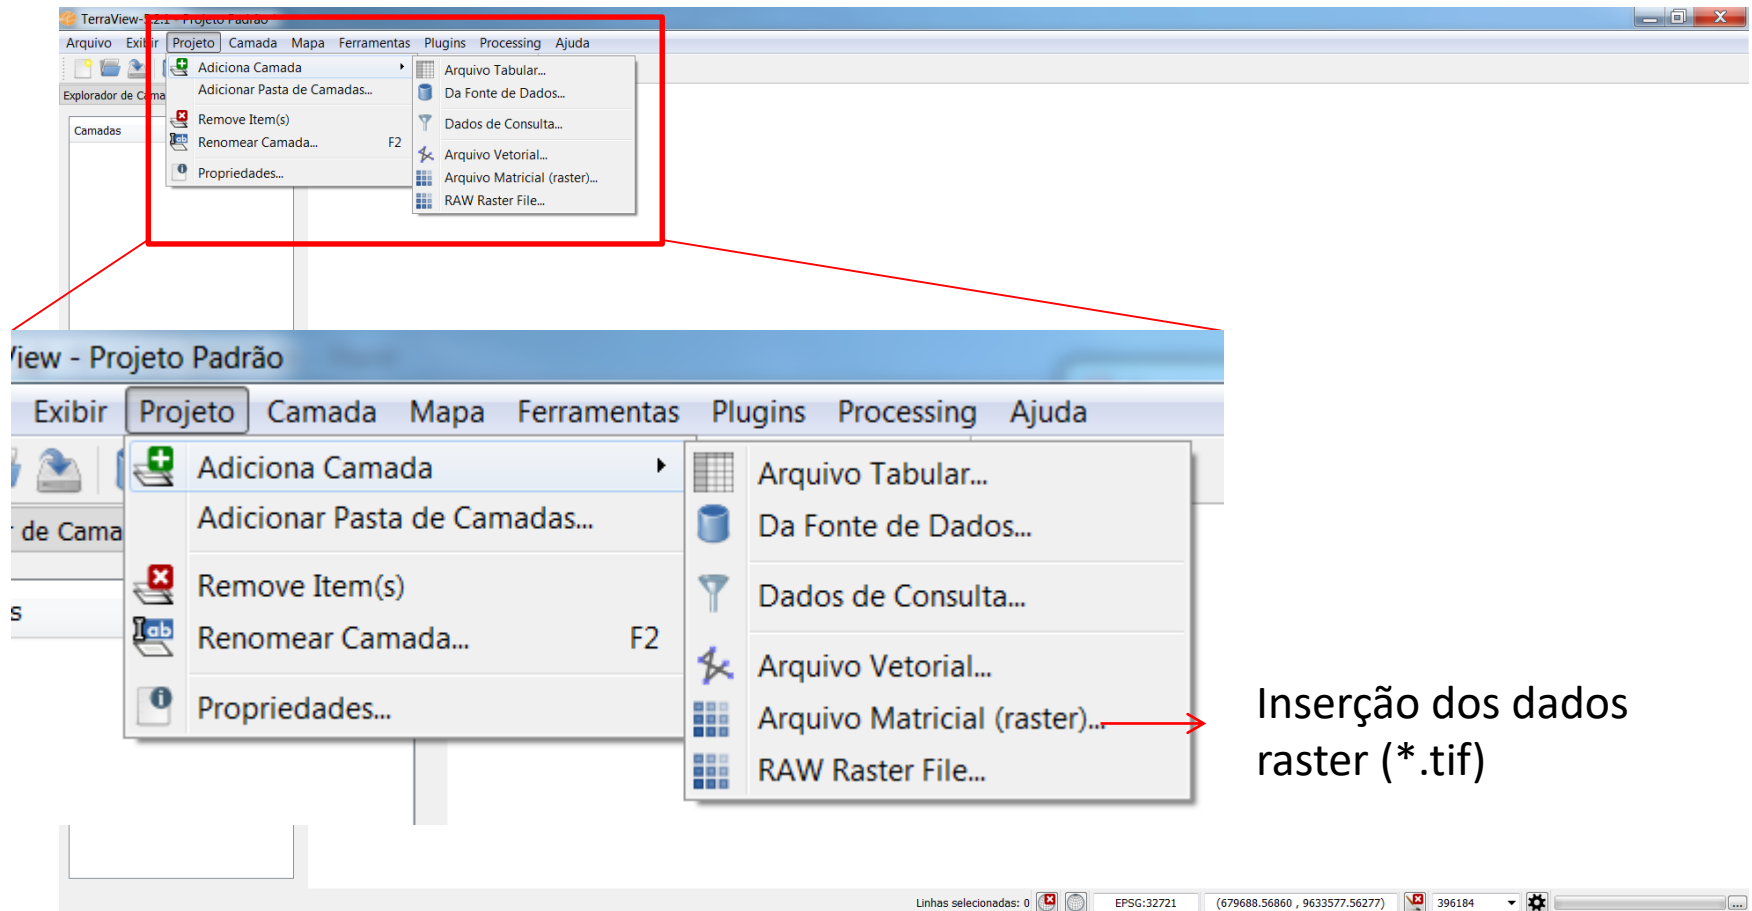 TerraView-5.2.1 - Projeto Padrão
Arquivo Exibir Projeto Camada Mapa Ferramentas Plugins Processing Ajuda
Adiciona Camada
Adicionar Pasta de Camadas...
Remove Item(s)
Renomear Camada... F2
Propriedades...
Arquivo Tabular...
Da Fonte de Dados...
Dados de Consulta...
Arquivo Vetorial...
Arquivo Matricial (raster)...
RAW Raster File...
Explorador de Cama
Camadas
View - Projeto Padrão
Exibir Projeto Camada Mapa Ferramentas Plugins Processing Ajuda
de Cama
s
Adiciona Camada
Adicionar Pasta de Camadas...
Remove Item(s)
Renomear Camada... F2
Propriedades...
Arquivo Tabular...
Da Fonte de Dados...
Dados de Consulta...
Arquivo Vetorial...
Arquivo Matricial (raster)...
RAW Raster File...
Inserção dos dados
raster (*.tif)
Linhas selecionadas: 0 EPSG:32721 (679688.56860 , 9633577.56277) 396184 ...